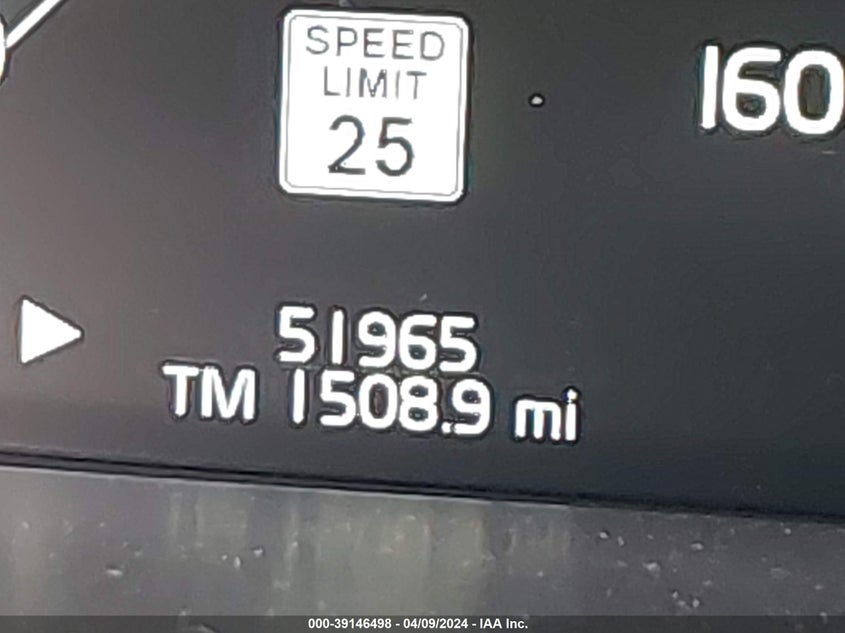 SPEED
LIMIT
25
160
51965
TM 1508.9 mi
000-39146498 - 04/09/2024 - IAA Inc.